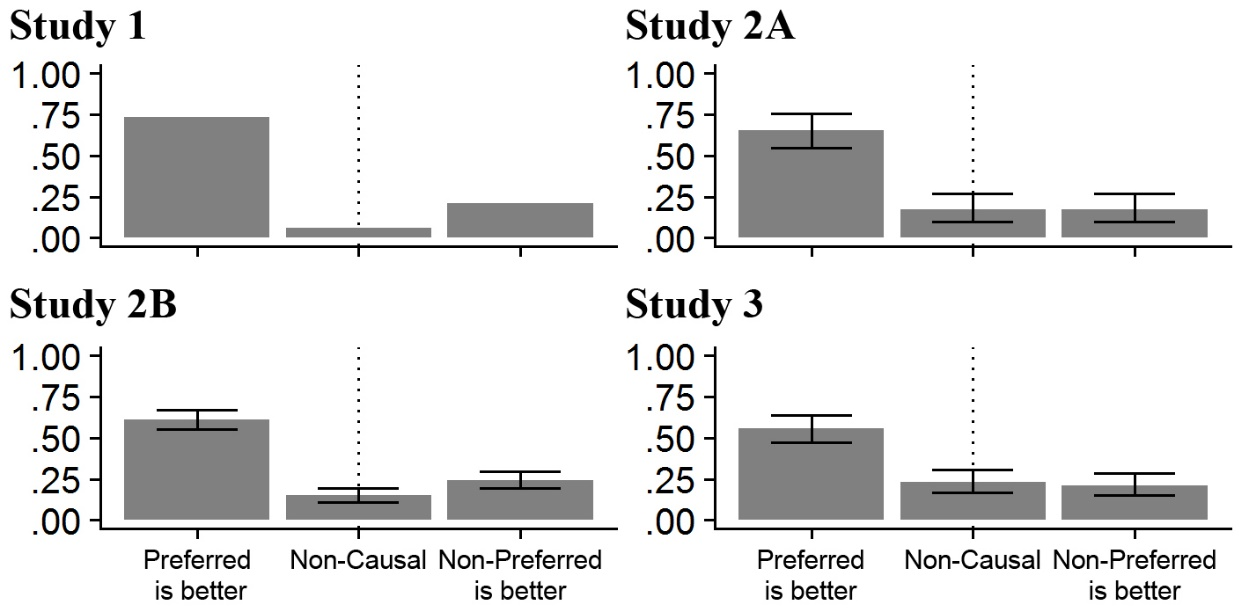 Study 1
1.00
.75
.50
.25
.00
Study 2A
1.00
.75
.50
.25
.00
Study 2B
1.00
.75
.50
.25
.00
Preferred
is better
Non-Causal
Non-Preferred
is better
Study 3
1.00
.75
.50
.25
.00
Preferred
is better
Non-Causal
Non-Preferred
is better